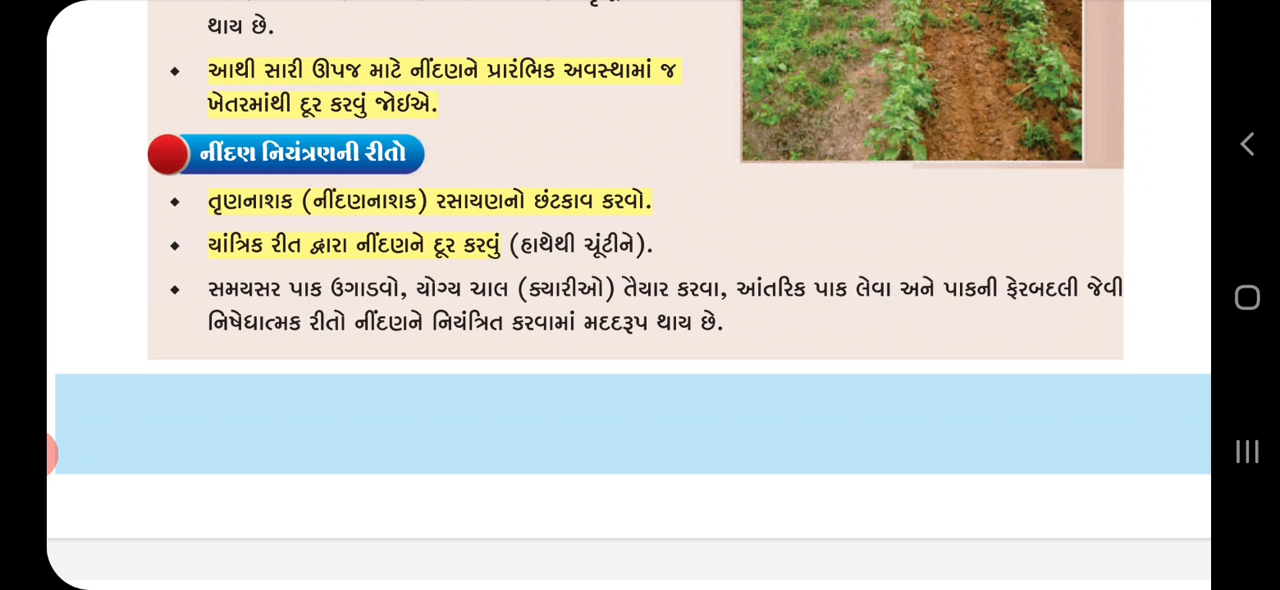 થાય છે.
આથી સારી ઊપજ માટે નીંદણને પ્રારંભિક અવસ્થામાં જ
ખેતરમાંથી દૂર કરવું જોઈએ.
નીંદણ નિયંત્રણની રીતો
તૃણનાશક (નીંદણનાશક) રસાયણનો છંટકાવ કરવો.
યાંત્રિક રીત દ્વારા નીંદણને દૂર કરવું (હાથેથી ચૂંટીને).
સમયસર પાક ઉગાડવો, યોગ્ય ચાલ (ક્યારીઓ) તૈયાર કરવા, આંતરિક પાક લેવા અને પાકની ફેરબદલી જેવી
નિષેધાત્મક રીતો નીંદણને નિયંત્રિત કરવામાં મદદરૂપ થાય છે.